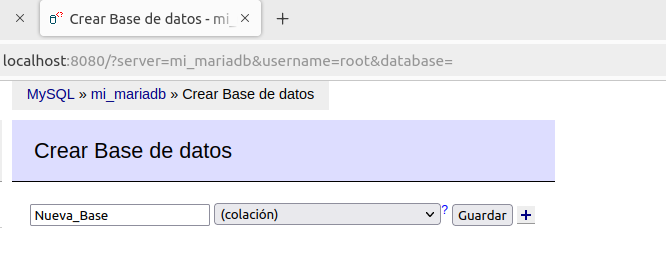 Crear Base de datos - mi_
localhost:8080/?server=mi_mariadb&username=root&database=
MySQL » mi_mariadb » Crear Base de datos
Crear Base de datos
Nueva_Base (colación) ? Guardar +